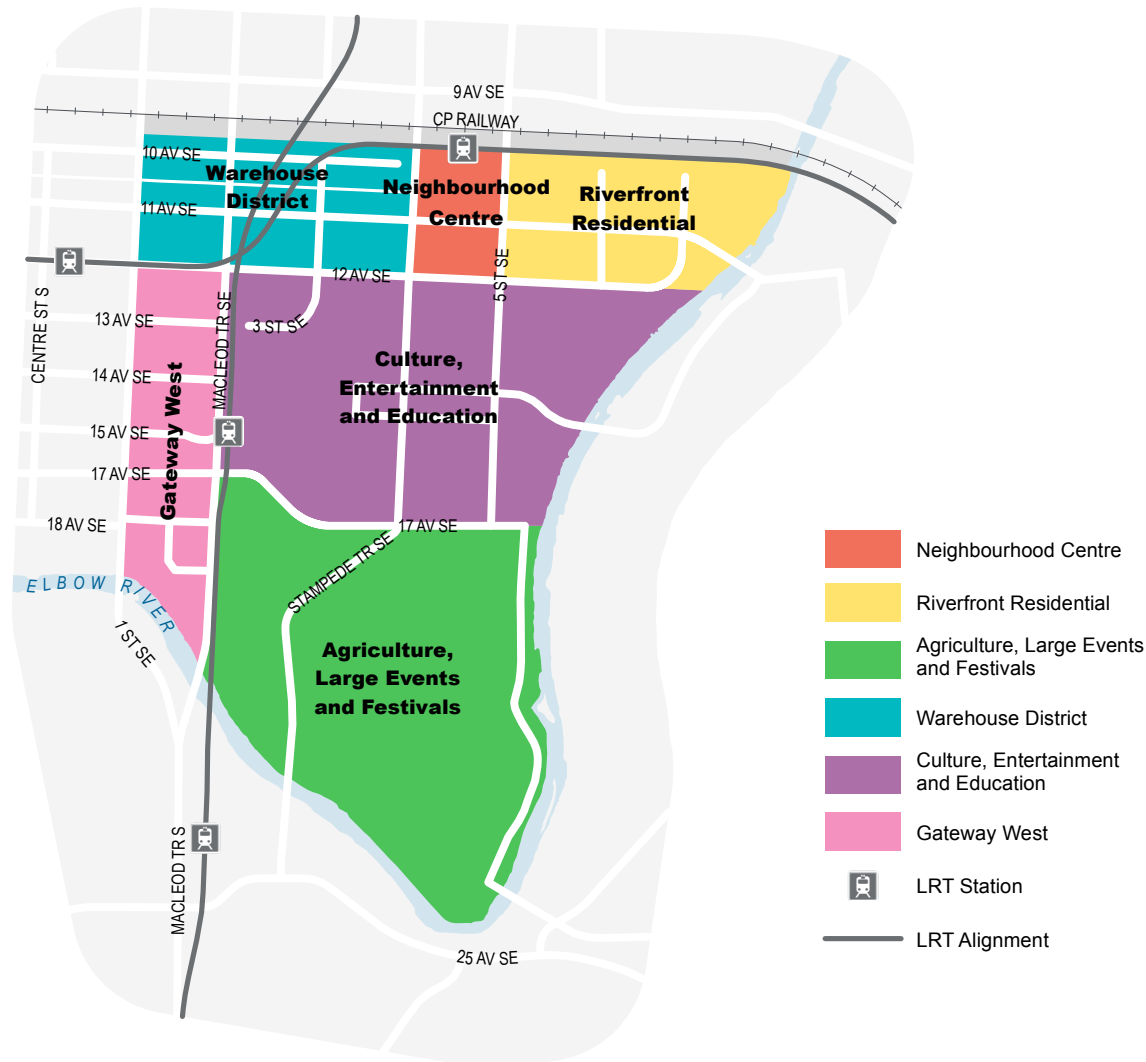 9 AV SE
CP RAILWAY
10 AV SE
Warehouse
District
Neighbourhood
Centre
Riverfront
Residential
11 AV SE
12 AV SE
5 ST SE
CENTRE ST S
13 AV SE
MACLEOD TR SE
3 ST SE
14 AV SE
Culture,
Entertainment
and Education
Gateway West
15 AV SE
17 AV SE
18 AV SE
17 AV SE
STAMPEDE TR SE
ELBOW RIVER
1 ST SE
Agriculture,
Large Events
and Festivals
MACLEOD TR S
25 AV SE
Neighbourhood Centre
Riverfront Residential
Agriculture, Large Events
and Festivals
Warehouse District
Culture, Entertainment
and Education
Gateway West
LRT Station
LRT Alignment